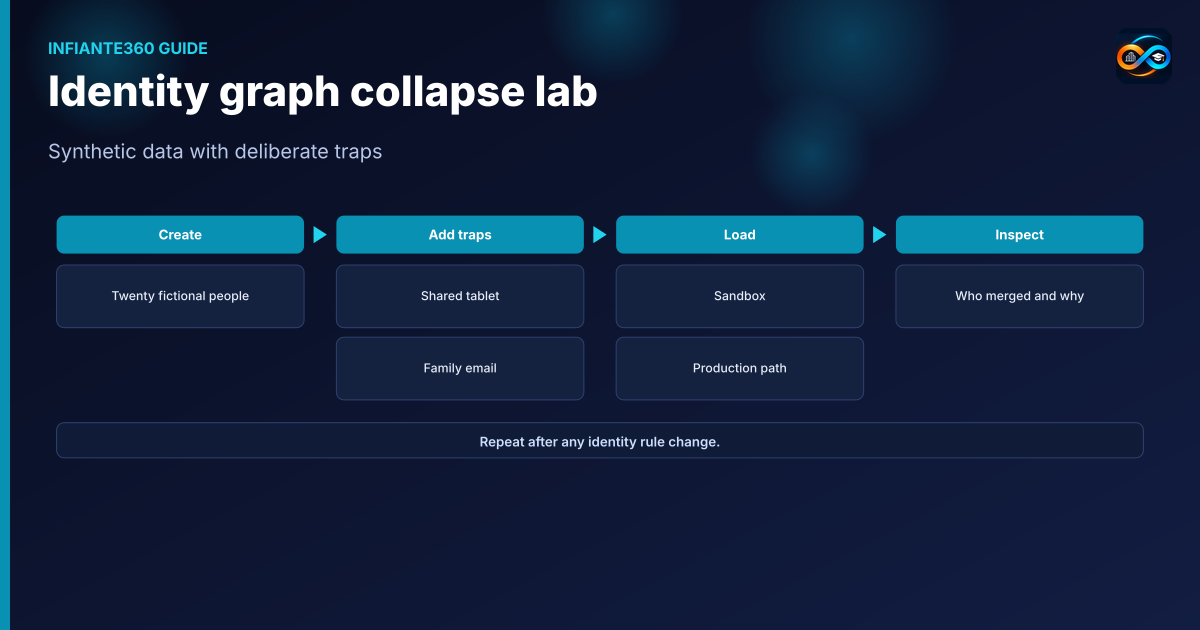 INFIANTE360 GUIDE
Identity graph collapse lab
Synthetic data with deliberate traps
Create
Add traps
Load
Inspect
Twenty fictional people
Shared tablet
Sandbox
Who merged and why
Family email
Production path
Repeat after any identity rule change.